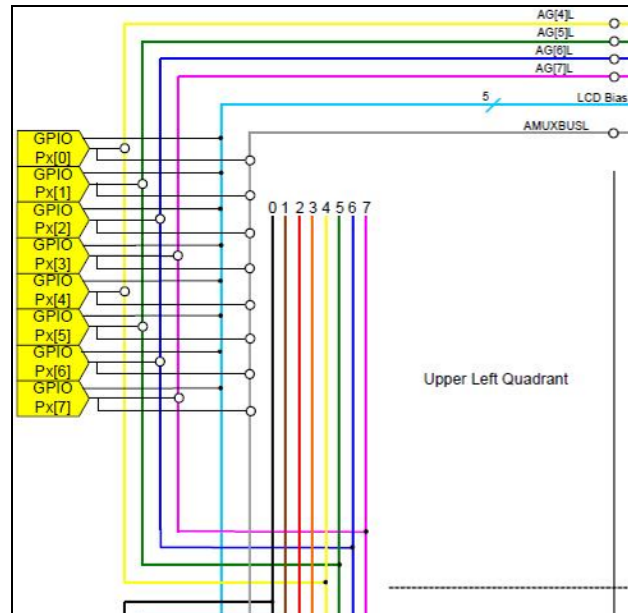 AG[4]L
AG[5]L
AG[6]L
AG[7]L
5
LCD Bias
AMUXBUSL
GPIO
Px[0]
GPIO
Px[1]
GPIO
Px[2]
GPIO
Px[3]
GPIO
Px[4]
GPIO
Px[5]
GPIO
Px[6]
GPIO
Px[7]
0 1 2 3 4 5 6 7
Upper Left Quadrant